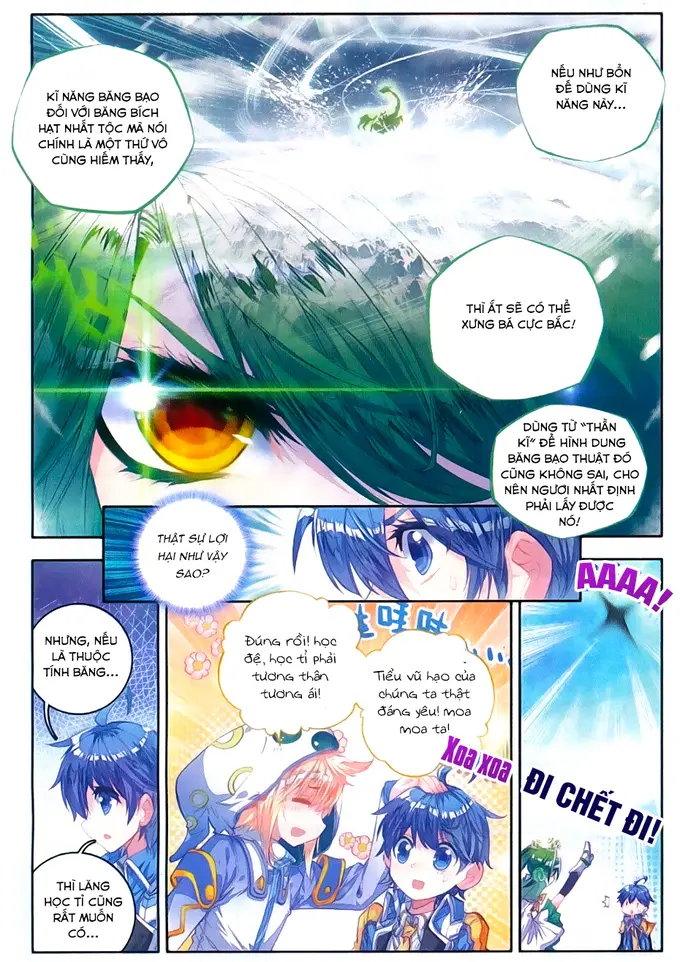 KĨ NĂNG BĂNG BẠO
ĐỐI VỚI BĂNG BÍCH
HẠT NHẤT TỘC MÀ NÓI
CHÍNH LÀ MỘT THỨ VÔ
CÙNG HIẾM THẤY,
NẾU NHƯ BỔN
ĐẾ DÙNG KĨ
NĂNG NÀY...
THÌ ẮT SẼ CÓ THỂ
XƯNG BÁ CỰC BẮC!
DÙNG TỪ "THẦN
KĨ" ĐỂ HÌNH DUNG
BĂNG BẠO THUẬT ĐÓ
CŨNG KHÔNG SAI, CHO
NÊN NGƯƠI NHẤT ĐỊNH
PHẢI LẤY ĐƯỢC
NÓ!
THẬT SỰ LỢI
HẠI NHƯ VẬY
SAO?
NHƯNG, NẾU
LÀ THUỘC
TÍNH BĂNG...
THÌ LĂNG
HỌC TỈ CŨNG
RẤT MUỐN
CÓ...
Đúng rồi! học
đệ, học tỉ phải
tương thân
tương ái!
Tiểu vũ hạo của
chúng ta thật
đáng yêu! moa
moa ta!
Xoa xoa
AAAA!
ĐI CHẾT ĐI!